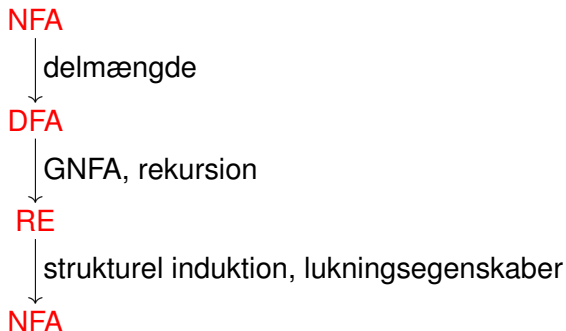 NFA
delmængde
DFA
GNFA, rekursion
RE
strukturel induktion, lukningsegenskaber
NFA